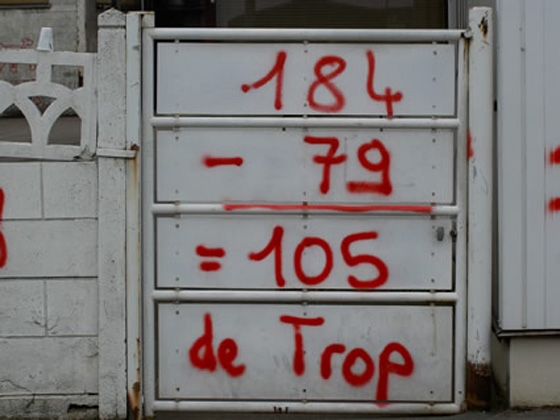 184
- 79
= 105
de Trop